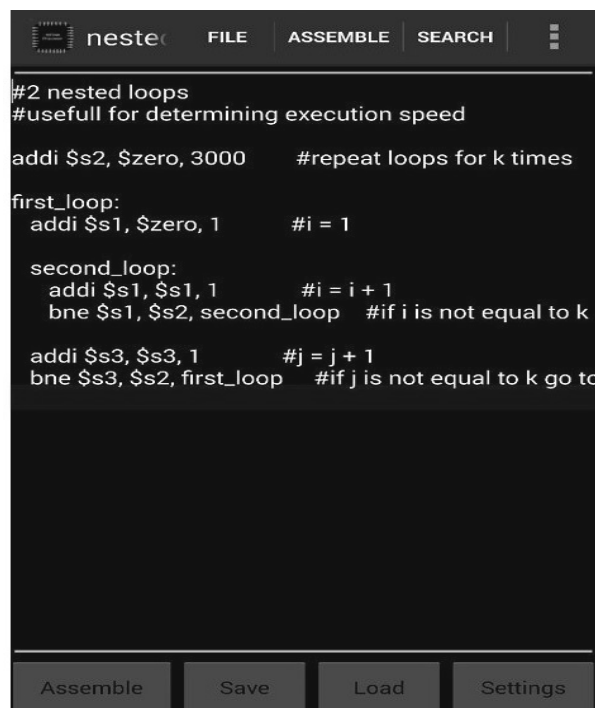 neste FILE ASSEMBLE SEARCH
#2 nested loops
#usefull for determining execution speed
addi $s2, $zero, 3000 #repeat loops for k times
first_loop:
addi $s1, $zero, 1 #i = 1
second_loop:
addi $s1, $s1, 1 #i = i + 1
bne $s1, $s2, second_loop #if i is not equal to k
addi $s3, $s3, 1 #j = j + 1
bne $s3, $s2, first_loop #if j is not equal to k go to
Assemble Save Load Settings